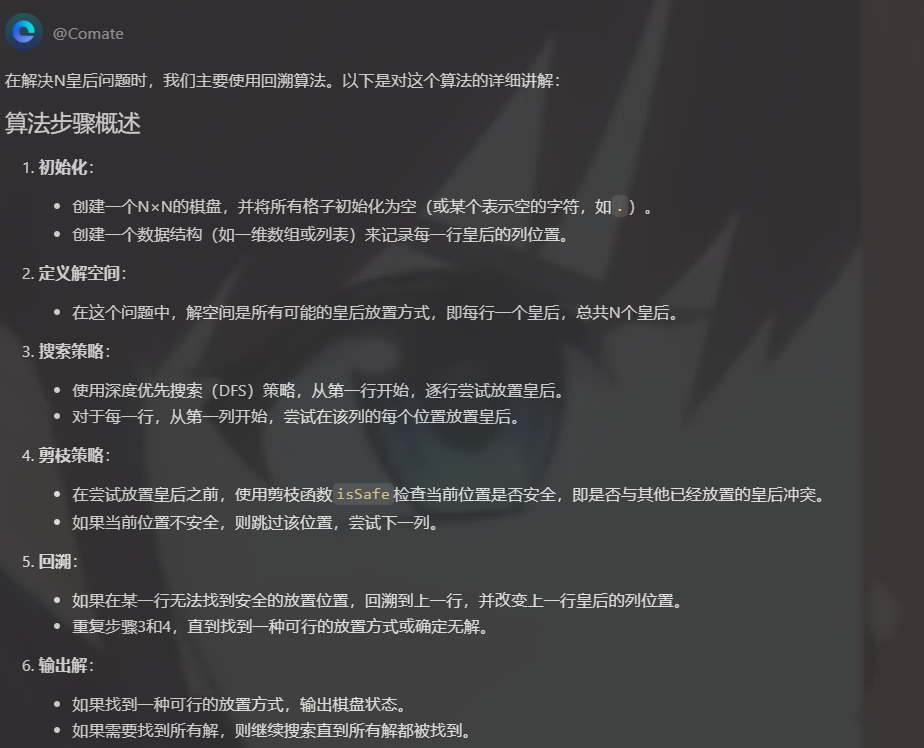 @Comate
在解决N皇后问题时，我们主要使用回溯算法。以下是对这个算法的详细讲解：
算法步骤概述
1. 初始化：
• 创建一个N×N的棋盘，并将所有格子初始化为空（或某个表示空的字符，如 . ）。
• 创建一个数据结构（如一维数组或列表）来记录每一行皇后的列位置。
2. 定义解空间：
• 在这个问题中，解空间是所有可能的皇后放置方式，即每行一个皇后，总共N个皇后。
3. 搜索策略：
• 使用深度优先搜索（DFS）策略，从第一行开始，逐行尝试放置皇后。
• 对于每一行，从第一列开始，尝试在该列的每个位置放置皇后。
4. 剪枝策略：
• 在尝试放置皇后之前，使用剪枝函数 isSafe 检查当前位置是否安全，即是否与其他已经放置的皇后冲突。
• 如果当前位置不安全，则跳过该位置，尝试下一列。
5. 回溯：
• 如果在某一行无法找到安全的放置位置，回溯到上一行，并改变上一行皇后的列位置。
• 重复步骤3和4，直到找到一种可行的放置方式或确定无解。
6. 输出解：
• 如果找到一种可行的放置方式，输出棋盘状态。
• 如果需要找到所有解，则继续搜索直到所有解都被找到。